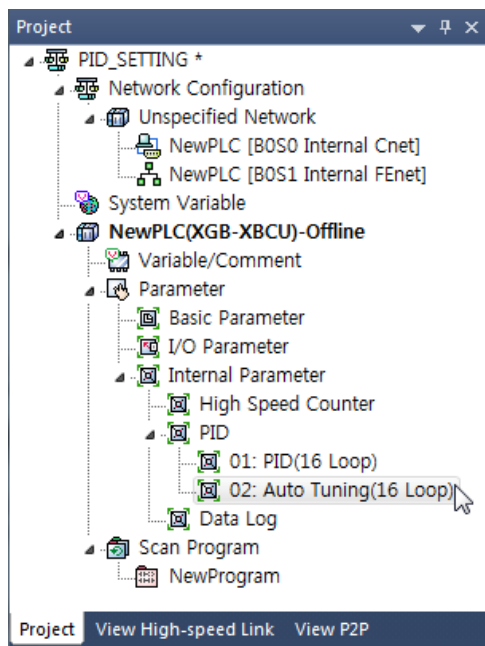 Project
PID_SETTING *
Network Configuration
Unspecified Network
NewPLC [B0S0 Internal Cnet]
NewPLC [B0S1 Internal FEnet]
System Variable
NewPLC(XGB-XBCU)-Offline
Variable/Comment
Parameter
Basic Parameter
I/O Parameter
Internal Parameter
High Speed Counter
PID
01: PID(16 Loop)
02: Auto Tuning(16 Loop)
Data Log
Scan Program
NewProgram
Project View High-speed Link View P2P